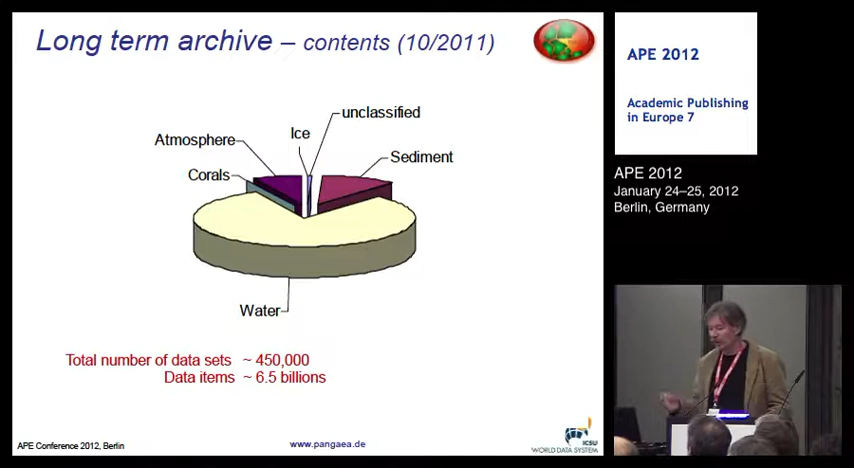 Long term archive – contents (10/2011)
unclassified
Ice
Atmosphere
Sediment
Corals
Water
Total number of data sets ~ 450,000
Data items ~ 6.5 billions
APE Conference 2012, Berlin
www.pangaea.de
ICSU
WORLD DATA SYSTEM
APE 2012
Academic Publishing
in Europe 7
APE 2012
January 24–25, 2012
Berlin, Germany